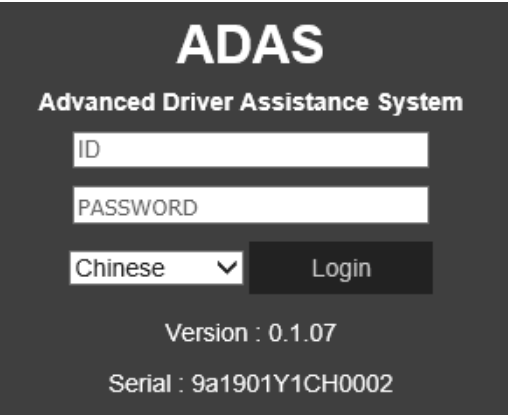 ADAS
Advanced Driver Assistance System
ID
PASSWORD
Chinese Login
Version : 0.1.07
Serial : 9a1901Y1CH0002